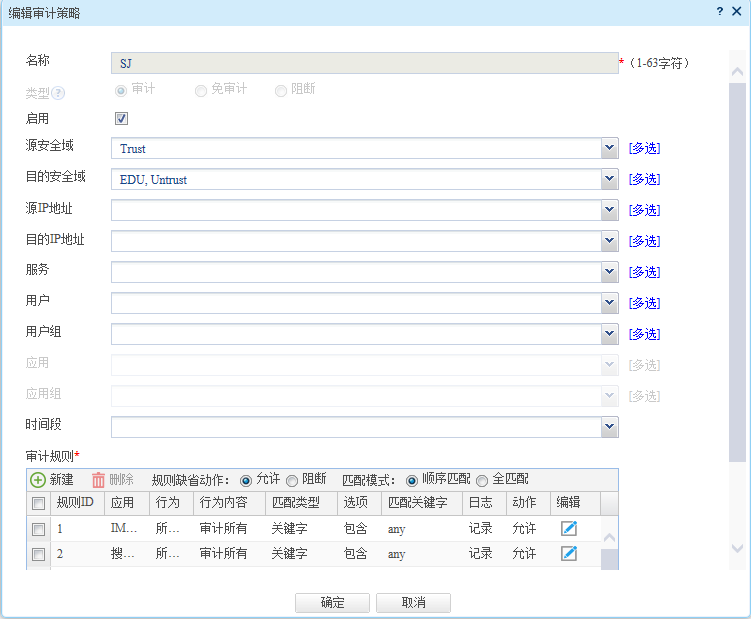 编辑审计策略 ?
名称 SJ *（1-63字符）
类型? 审计 免审计 阻断
启用
源安全域 Trust [多选]
目的安全域 EDU, Untrust [多选]
源IP地址 [多选]
目的IP地址 [多选]
服务 [多选]
用户 [多选]
用户组 [多选]
应用 [多选]
应用组 [多选]
时间段
审计规则*
新建 删除 规则缺省动作： 允许 阻断 匹配模式： 顺序匹配 全匹配
规则ID 应用 行为 行为内容 匹配类型 选项 匹配关键字 日志 动作 编辑
1 IM... 所... 审计所有 关键字 包含 any 记录 允许
2 搜... 所... 审计所有 关键字 包含 any 记录 允许
确定 取消